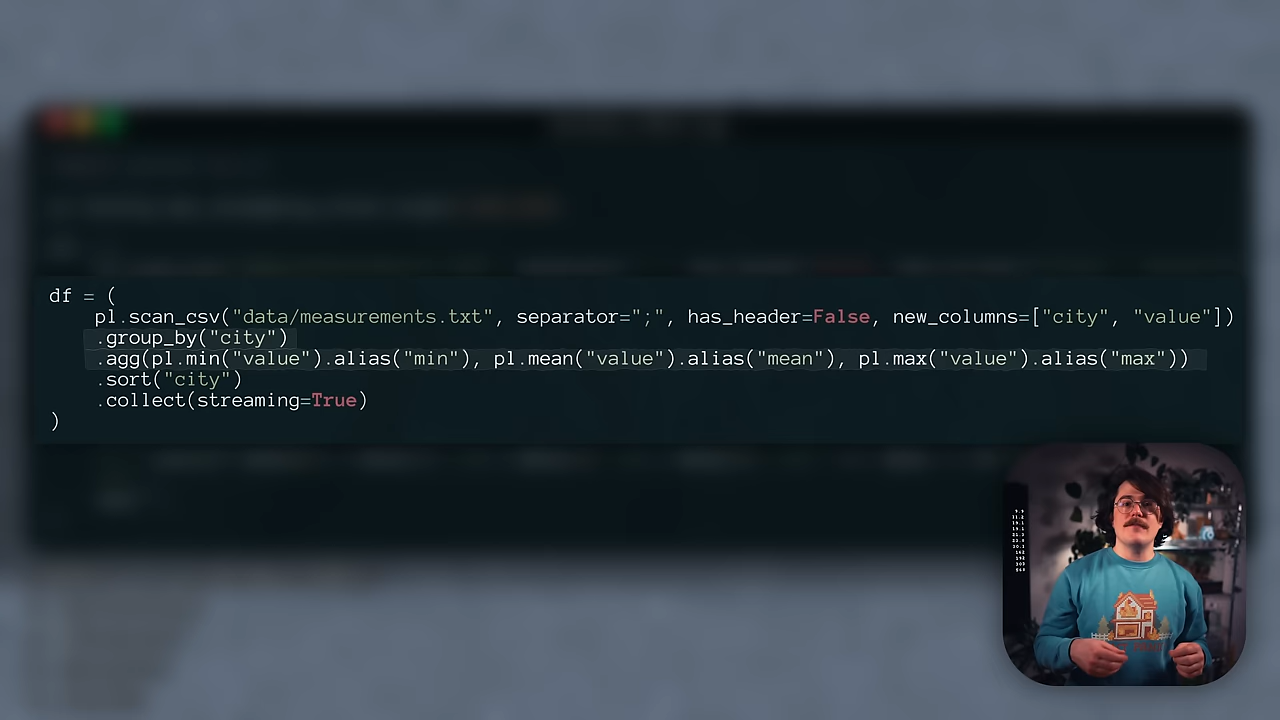 df = (
    pl.scan_csv("data/measurements.txt", separator=";", has_header=False, new_columns=["city", "value"])
    .group_by("city")
    .agg(pl.min("value").alias("min"), pl.mean("value").alias("mean"), pl.max("value").alias("max"))
    .sort("city")
    .collect(streaming=True)
)